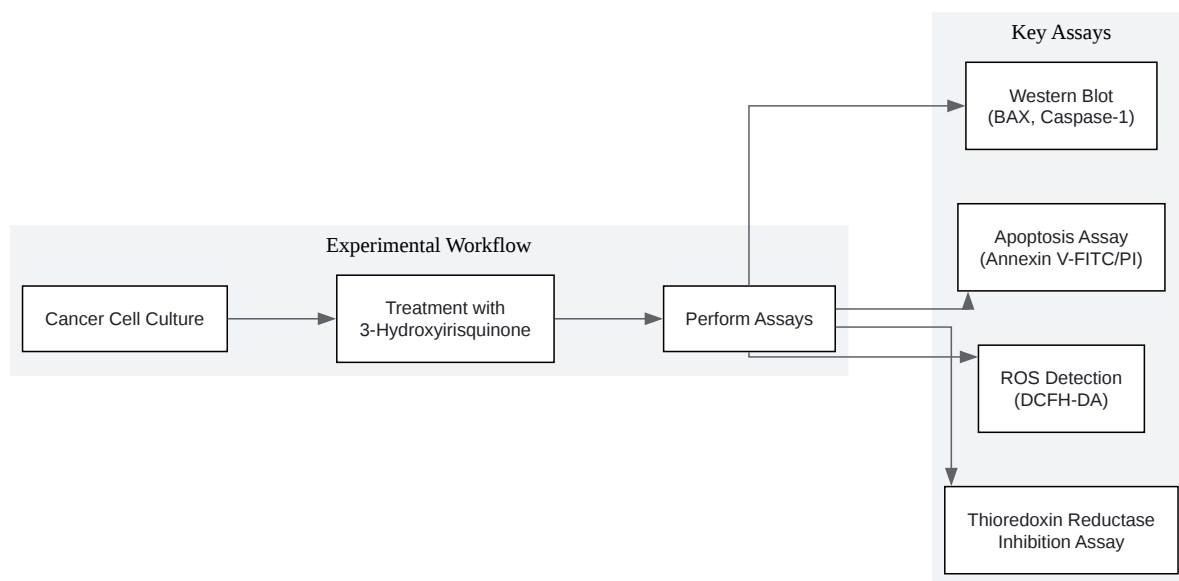 Experimental Workflow
Cancer Cell Culture
Treatment with
3-Hydroxyirisquinone
Perform Assays
Key Assays
Western Blot
(BAX, Caspase-1)
Apoptosis Assay
(Annexin V-FITC/PI)
ROS Detection
(DCFH-DA)
Thioredoxin Reductase
Inhibition Assay